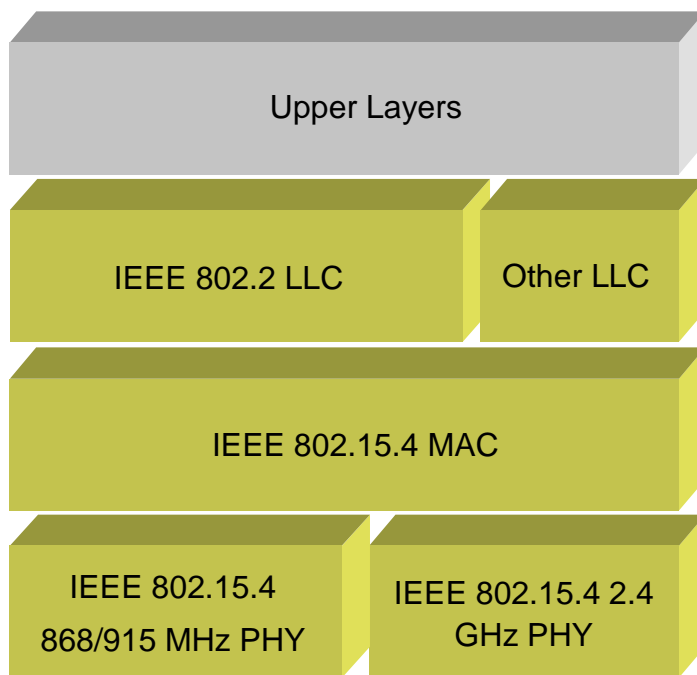 Upper Layers
IEEE 802.2 LLC
Other LLC
IEEE 802.15.4 MAC
IEEE 802.15.4
868/915 MHz PHY
IEEE 802.15.4 2.4
GHz PHY